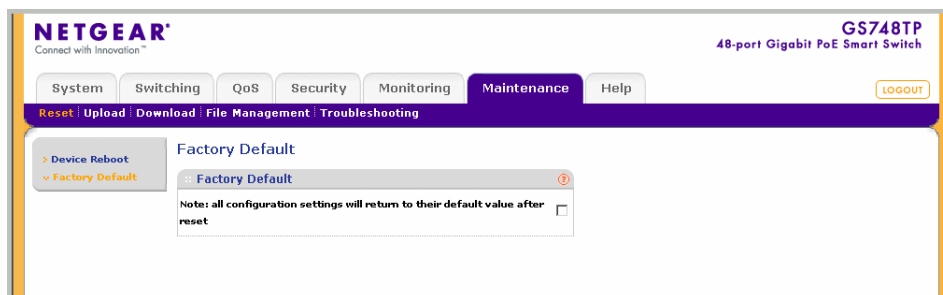 NETGEAR®
Connect with Innovation™
GS748TP
48-port Gigabit PoE Smart Switch
System Switching QoS Security Monitoring Maintenance Help
LOGOUT
Reset Upload Download File Management Troubleshooting
Device Reboot
Factory Default
Factory Default
Factory Default
Note: all configuration settings will return to their default value after
reset